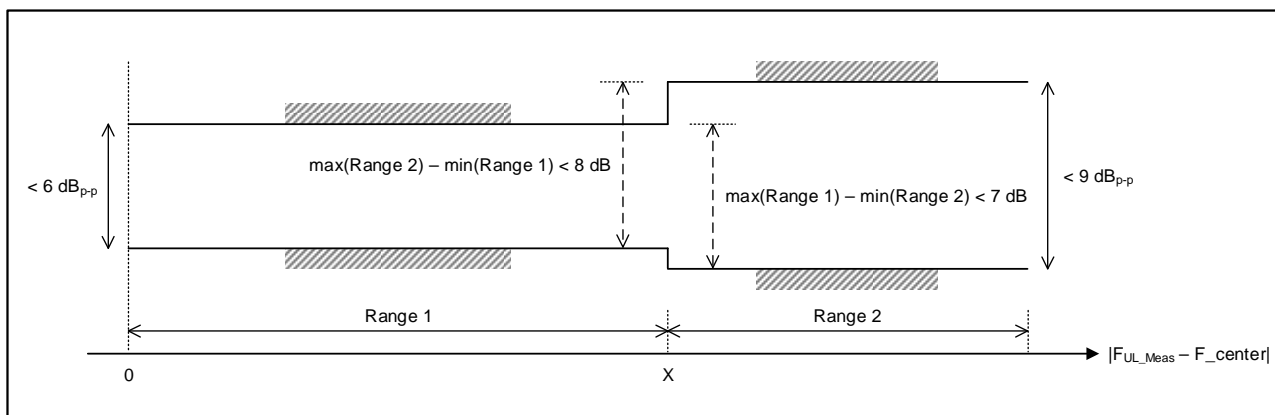 max(Range 2) – min(Range 1) < 8 dB
< 6 dBp-p
max(Range 1) – min(Range 2) < 7 dB
< 9 dBp-p
Range 1
Range 2
|FUL_Meas – F_center|
0
X